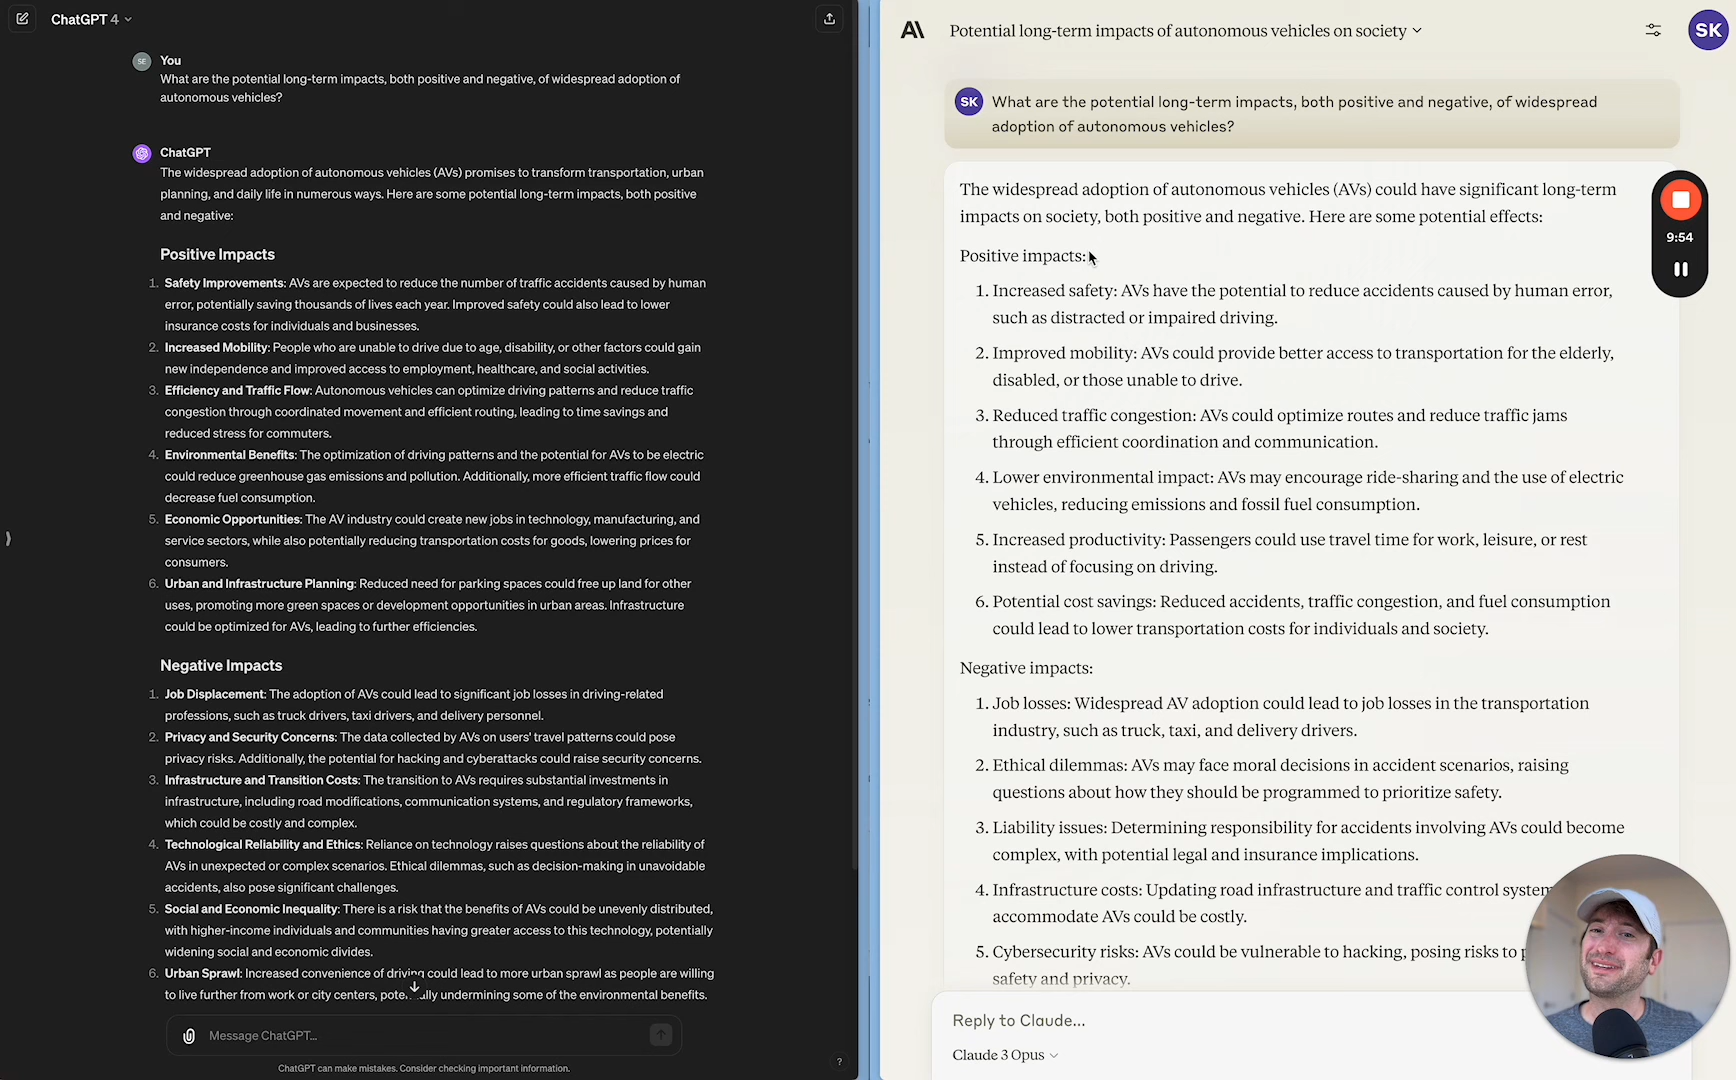 ChatGPT 4
SE
You
What are the potential long-term impacts, both positive and negative, of widespread adoption of
autonomous vehicles?
ChatGPT
The widespread adoption of autonomous vehicles (AVs) promises to transform transportation, urban
planning, and daily life in numerous ways. Here are some potential long-term impacts, both positive
and negative:
Positive Impacts
1. Safety Improvements: AVs are expected to reduce the number of traffic accidents caused by human
error, potentially saving thousands of lives each year. Improved safety could also lead to lower
insurance costs for individuals and businesses.
2. Increased Mobility: People who are unable to drive due to age, disability, or other factors could gain
new independence and improved access to employment, healthcare, and social activities.
3. Efficiency and Traffic Flow: Autonomous vehicles can optimize driving patterns and reduce traffic
congestion through coordinated movement and efficient routing, leading to time savings and
reduced stress for commuters.
4. Environmental Benefits: The optimization of driving patterns and the potential for AVs to be electric
could reduce greenhouse gas emissions and pollution. Additionally, more efficient traffic flow could
decrease fuel consumption.
5. Economic Opportunities: The AV industry could create new jobs in technology, manufacturing, and
service sectors, while also potentially reducing transportation costs for goods, lowering prices for
consumers.
6. Urban and Infrastructure Planning: Reduced need for parking spaces could free up land for other
uses, promoting more green spaces or development opportunities in urban areas. Infrastructure
could be optimized for AVs, leading to further efficiencies.
Negative Impacts
1. Job Displacement: The adoption of AVs could lead to significant job losses in driving-related
professions, such as truck drivers, taxi drivers, and delivery personnel.
2. Privacy and Security Concerns: The data collected by AVs on users' travel patterns could pose
privacy risks. Additionally, the potential for hacking and cyberattacks could raise security concerns.
3. Infrastructure and Transition Costs: The transition to AVs requires substantial investments in
infrastructure, including road modifications, communication systems, and regulatory frameworks,
which could be costly and complex.
4. Technological Reliability and Ethics: Reliance on technology raises questions about the reliability of
AVs in unexpected or complex scenarios. Ethical dilemmas, such as decision-making in unavoidable
accidents, also pose significant challenges.
5. Social and Economic Inequality: There is a risk that the benefits of AVs could be unevenly distributed,
with higher-income individuals and communities having greater access to this technology, potentially
widening social and economic divides.
6. Urban Sprawl: Increased convenience of driving could lead to more urban sprawl as people are willing
to live further from work or city centers, pote ally undermining some of the environmental benefits.
Message ChatGPT...
ChatGPT can make mistakes. Consider checking important information.
?
A\
Potential long-term impacts of autonomous vehicles on society
SK
SK
What are the potential long-term impacts, both positive and negative, of widespread
adoption of autonomous vehicles?
The widespread adoption of autonomous vehicles (AVs) could have significant long-term
impacts on society, both positive and negative. Here are some potential effects:
Positive impacts:
1. Increased safety: AVs have the potential to reduce accidents caused by human error,
such as distracted or impaired driving.
2. Improved mobility: AVs could provide better access to transportation for the elderly,
disabled, or those unable to drive.
3. Reduced traffic congestion: AVs could optimize routes and reduce traffic jams
through efficient coordination and communication.
4. Lower environmental impact: AVs may encourage ride-sharing and the use of electric
vehicles, reducing emissions and fossil fuel consumption.
5. Increased productivity: Passengers could use travel time for work, leisure, or rest
instead of focusing on driving.
6. Potential cost savings: Reduced accidents, traffic congestion, and fuel consumption
could lead to lower transportation costs for individuals and society.
Negative impacts:
1. Job losses: Widespread AV adoption could lead to job losses in the transportation
industry, such as truck, taxi, and delivery drivers.
2. Ethical dilemmas: AVs may face moral decisions in accident scenarios, raising
questions about how they should be programmed to prioritize safety.
3. Liability issues: Determining responsibility for accidents involving AVs could become
complex, with potential legal and insurance implications.
4. Infrastructure costs: Updating road infrastructure and traffic control system
accommodate AVs could be costly.
5. Cybersecurity risks: AVs could be vulnerable to hacking, posing risks to p
safety and privacy.
Reply to Claude...
Claude 3 Opus
9:54